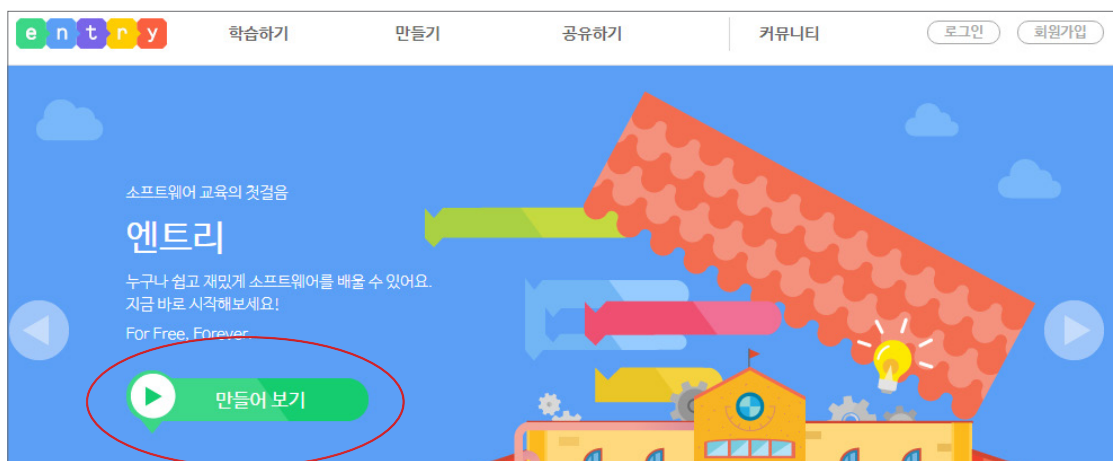 entry 학습하기 만들기 공유하기 커뮤니티 로그인 회원가입
소프트웨어 교육의 첫걸음
엔트리
누구나 쉽고 재밌게 소프트웨어를 배울 수 있어요.
지금 바로 시작해보세요!
For Free, Forever
만들어 보기